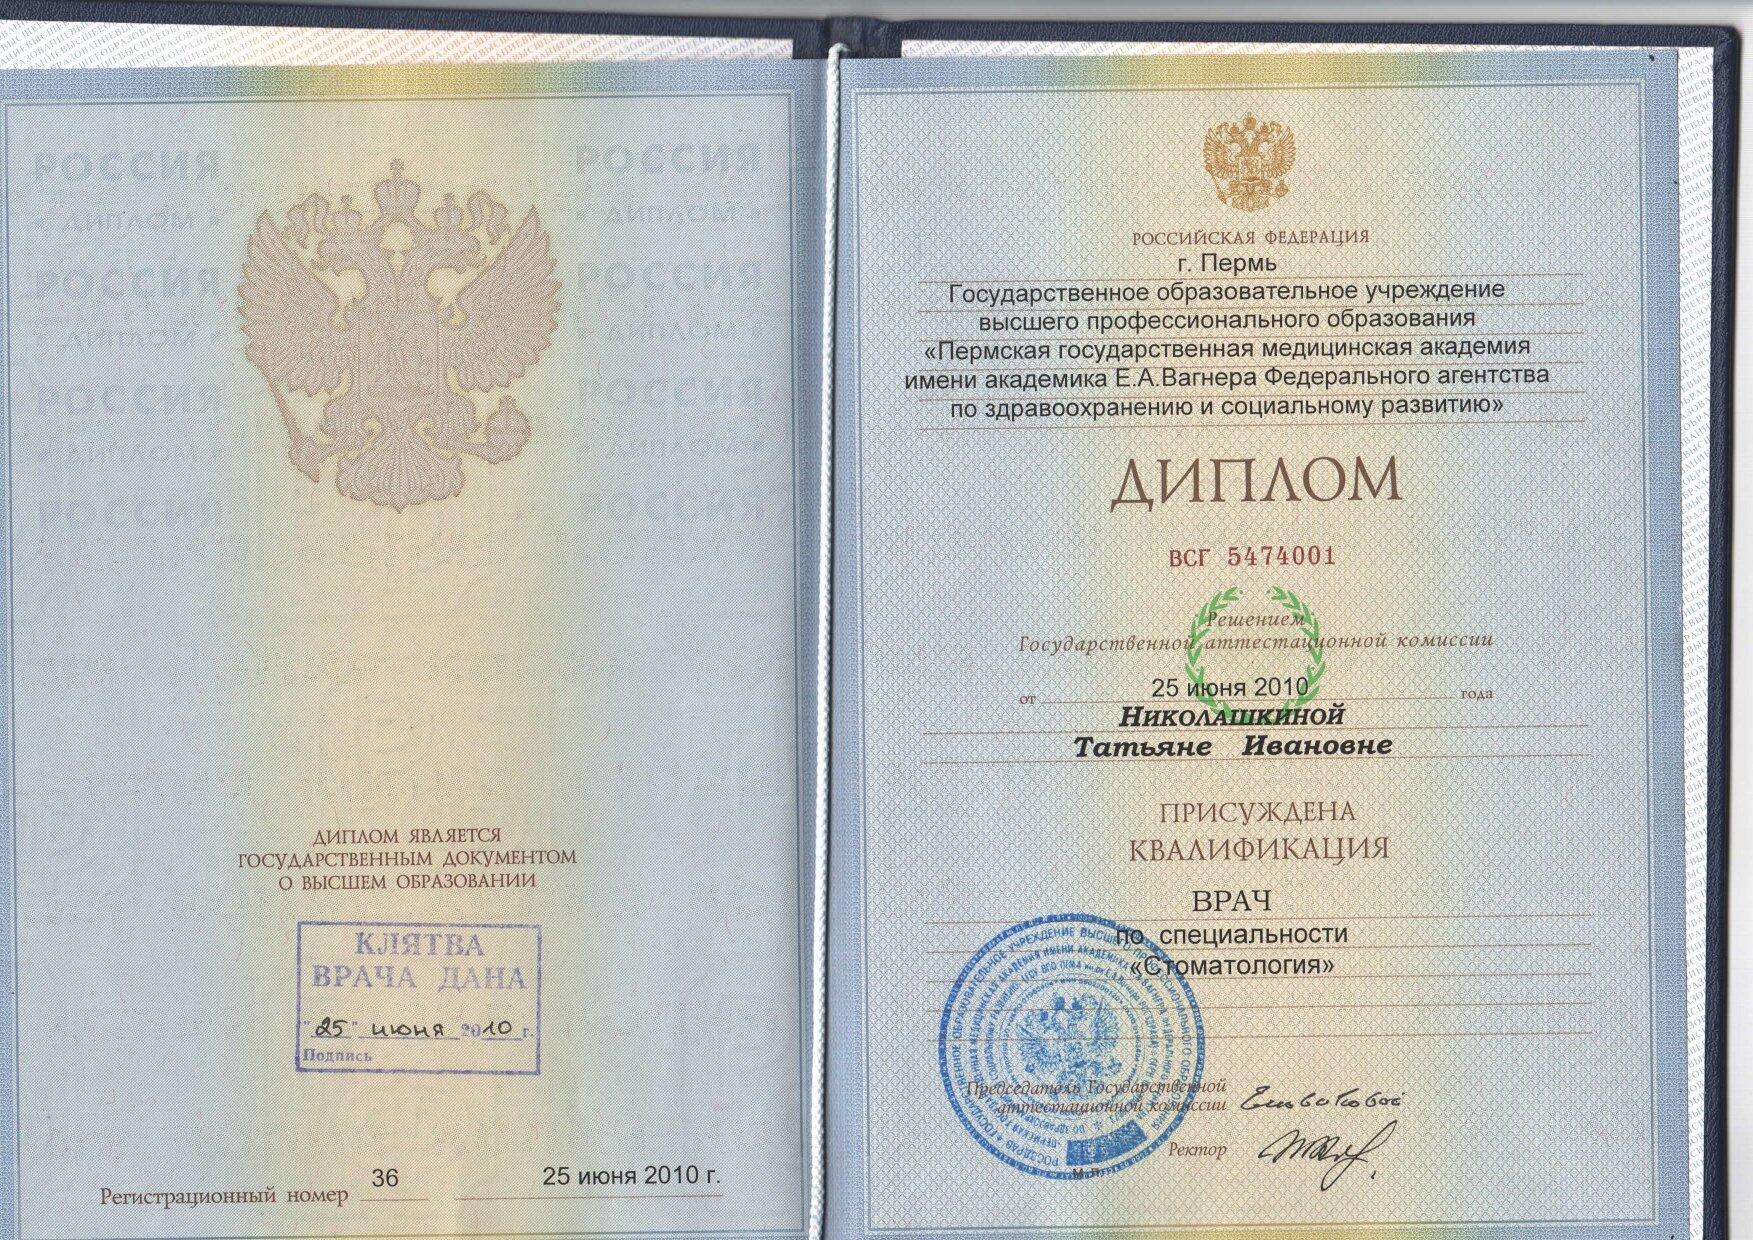 РОССИЯ
« ДИПЛОМ »
РОССИЯ
« ДИПЛОМ »
РОССИЯ
« ДИПЛОМ »
РОССИЯ
РОССИЯ
« ДИПЛОМ »
РОССИЯ
« ДИПЛОМ »
РОССИЯ
« ДИПЛОМ »
РОССИЯ
ДИПЛОМ ЯВЛЯЕТСЯ
ГОСУДАРСТВЕННЫМ ДОКУМЕНТОМ
О ВЫСШЕМ ОБРАЗОВАНИИ
КЛЯТВА
ВРАЧА ДАНА
"25" июня 2010 г.
Подпись
Регистрационный номер 36 25 июня 2010 г.
РОССИЙСКАЯ ФЕДЕРАЦИЯ
г. Пермь
Государственное образовательное учреждение
высшего профессионального образования
«Пермская государственная медицинская академия
имени академика Е.А.Вагнера Федерального агентства
по здравоохранению и социальному развитию»
ДИПЛОМ
ВСГ 5474001
Решением
Государственной аттестационной комиссии
от 25 июня 2010 года
Николашкиной
Татьяне Ивановне
ПРИСУЖДЕНА
КВАЛИФИКАЦИЯ
ВРАЧ
по специальности
«Стоматология»
Председатель Государственной
аттестационной комиссии
Ректор
М.П.